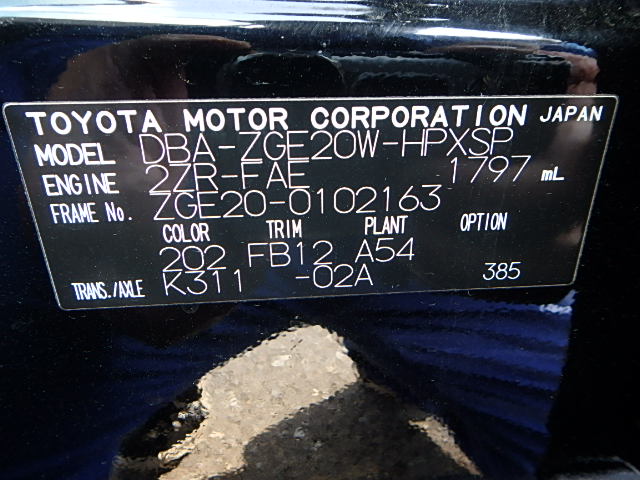 TOYOTA MOTOR CORPORATION JAPAN
MODEL DBA-ZGE20W-HPXSP
ENGINE 2ZR-FAE 1797 mL
FRAME No. ZGE20-0102163
COLOR TRIM PLANT OPTION
202 FB12 A54
TRANS./AXLE K311 -02A 385